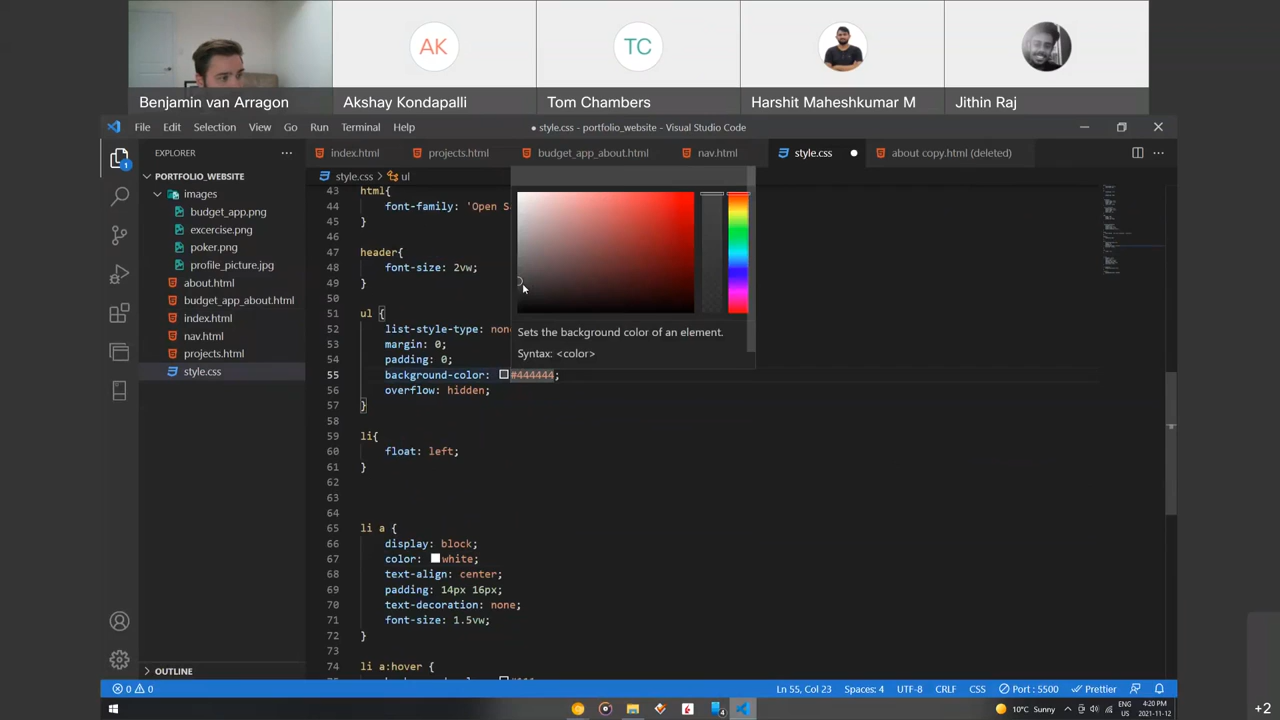 AK
TC
Benjamin van Arragon
Akshay Kondapalli
Tom Chambers
Harshit Maheshkumar M
Jithin Raj
File Edit Selection View Go Run Terminal Help
● style.css - portfolio_website - Visual Studio Code
EXPLORER
index.html
projects.html
budget_app_about.html
nav.html
style.css
about copy.html (deleted)
PORTFOLIO_WEBSITE
images
budget_app.png
excercise.png
poker.png
profile_picture.jpg
about.html
budget_app_about.html
index.html
nav.html
projects.html
style.css
OUTLINE
style.css > ul
43 html{
44 font-family: 'Open S
45 }
46
47 header{
48 font-size: 2vw;
49 }
50
51 ul {
52 list-style-type: non
53 margin: 0;
54 padding: 0;
55 background-color: #444444;
56 overflow: hidden;
57 }
58
59 li{
60 float: left;
61 }
62
63
64
65 li a {
66 display: block;
67 color: white;
68 text-align: center;
69 padding: 14px 16px;
70 text-decoration: none;
71 font-size: 1.5vw;
72 }
74 li a:hover {
Sets the background color of an element.
Syntax: <color>
1
0 0
Ln 55, Col 23
Spaces: 4
UTF-8
CRLF
CSS
Port : 5500
Prettier
10°C Sunny
ENG
US
4:20 PM
2021-11-12
+2